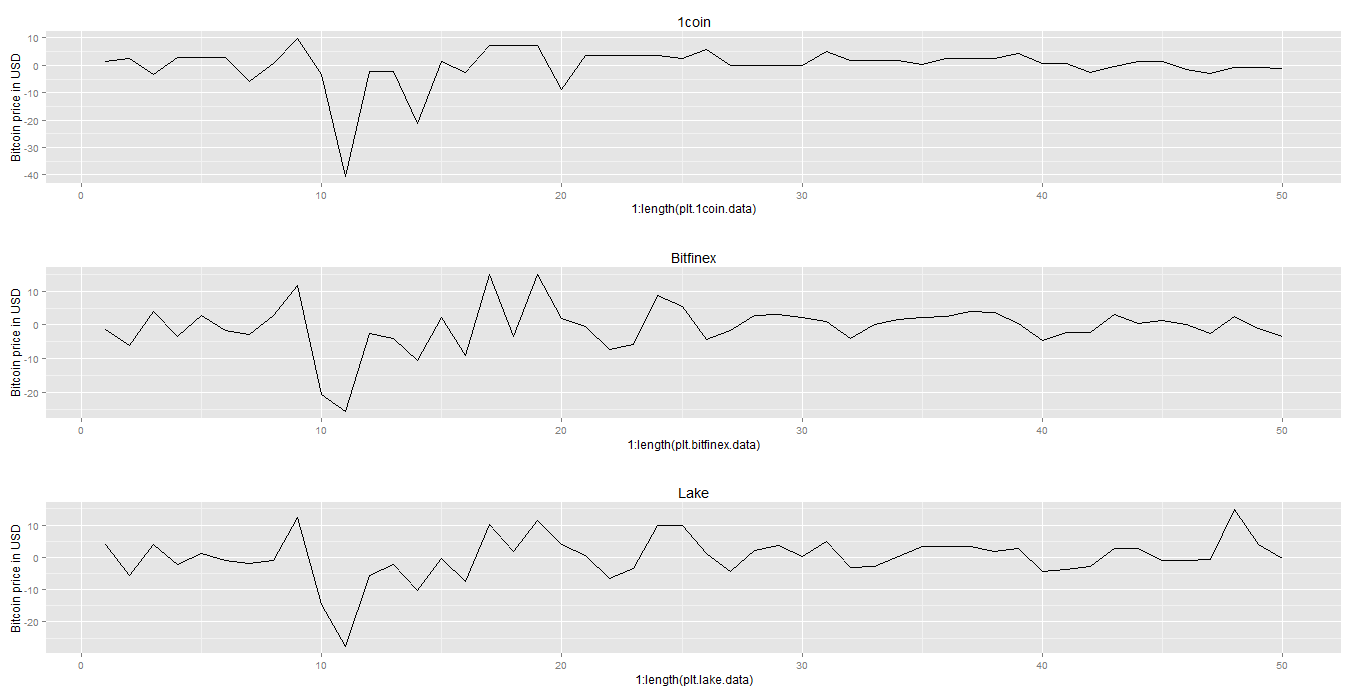 1coin
Bitcoin price in USD
10
0
-10
-20
-30
-40
0 10 20 30 40 50
1:length(plt.1coin.data)
Bitfinex
Bitcoin price in USD
10
0
-10
-20
0 10 20 30 40 50
1:length(plt.bitfinex.data)
Lake
Bitcoin price in USD
10
0
-10
-20
0 10 20 30 40 50
1:length(plt.lake.data)